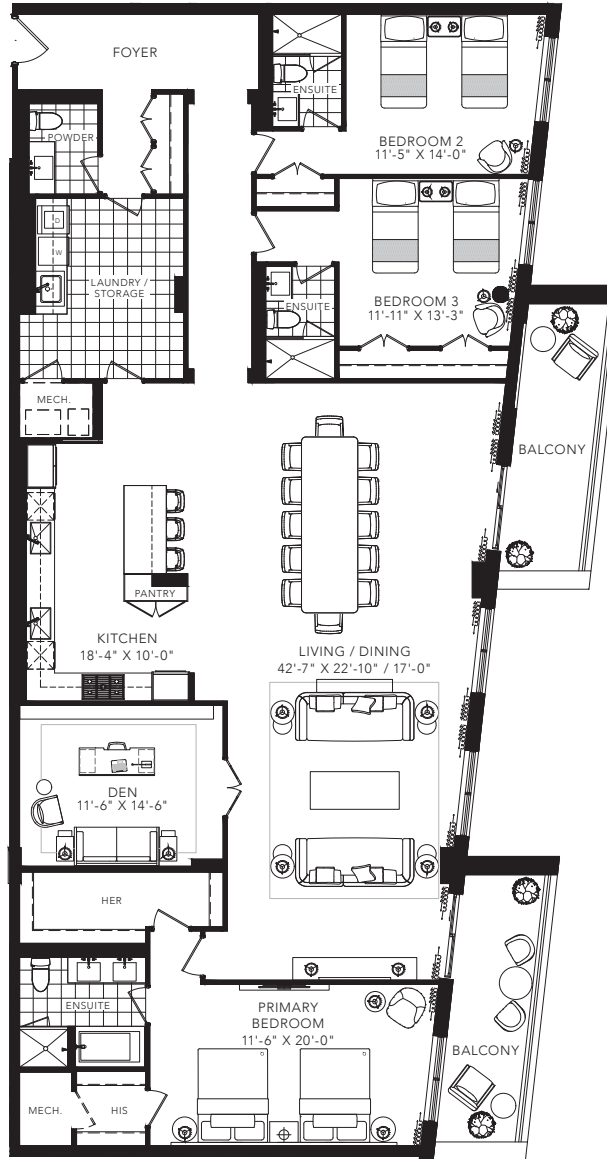 FOYER
ENSUITE
POWDER
BEDROOM 2
11'-5" X 14'-0"
D
W
LAUNDRY /
STORAGE
ENSUITE
BEDROOM 3
11'-11" X 13'-3"
MECH.
BALCONY
PANTRY
KITCHEN
18'-4" X 10'-0"
LIVING / DINING
42'-7" X 22'-10" / 17'-0"
DEN
11'-6" X 14'-6"
HER
ENSUITE
PRIMARY
BEDROOM
11'-6" X 20'-0"
BALCONY
MECH.
HIS